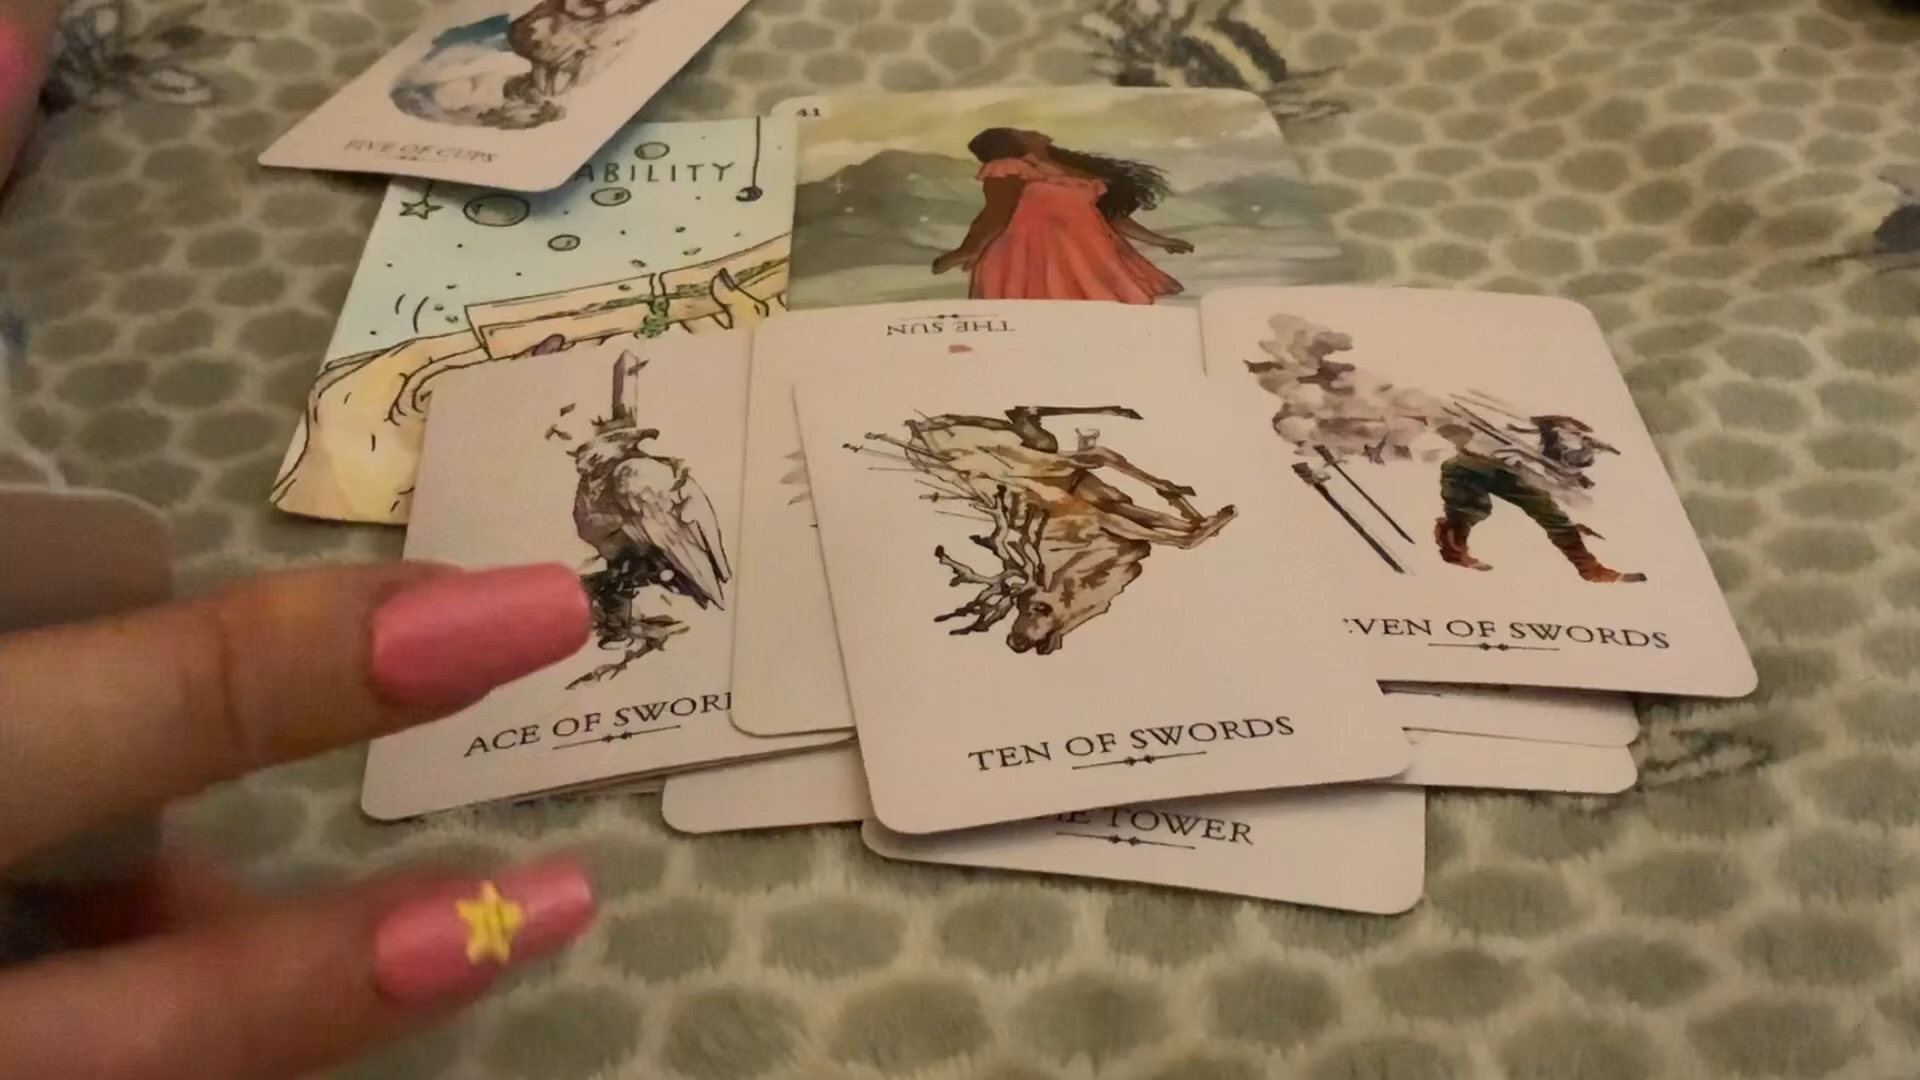 FIVE OF CUPS
41
ABILITY
THE SUN
VEN OF SWORDS
ACE OF SWOR
TEN OF SWORDS
TOWER